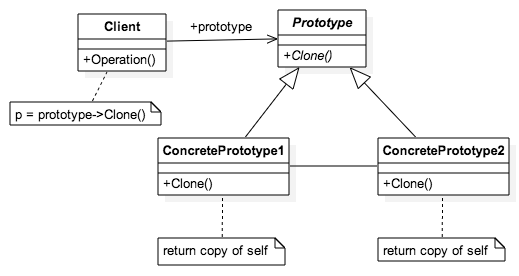 Client
+Operation()
+prototype
Prototype
+Clone()
p = prototype->Clone()
ConcretePrototype1
+Clone()
ConcretePrototype2
+Clone()
return copy of self
return copy of self